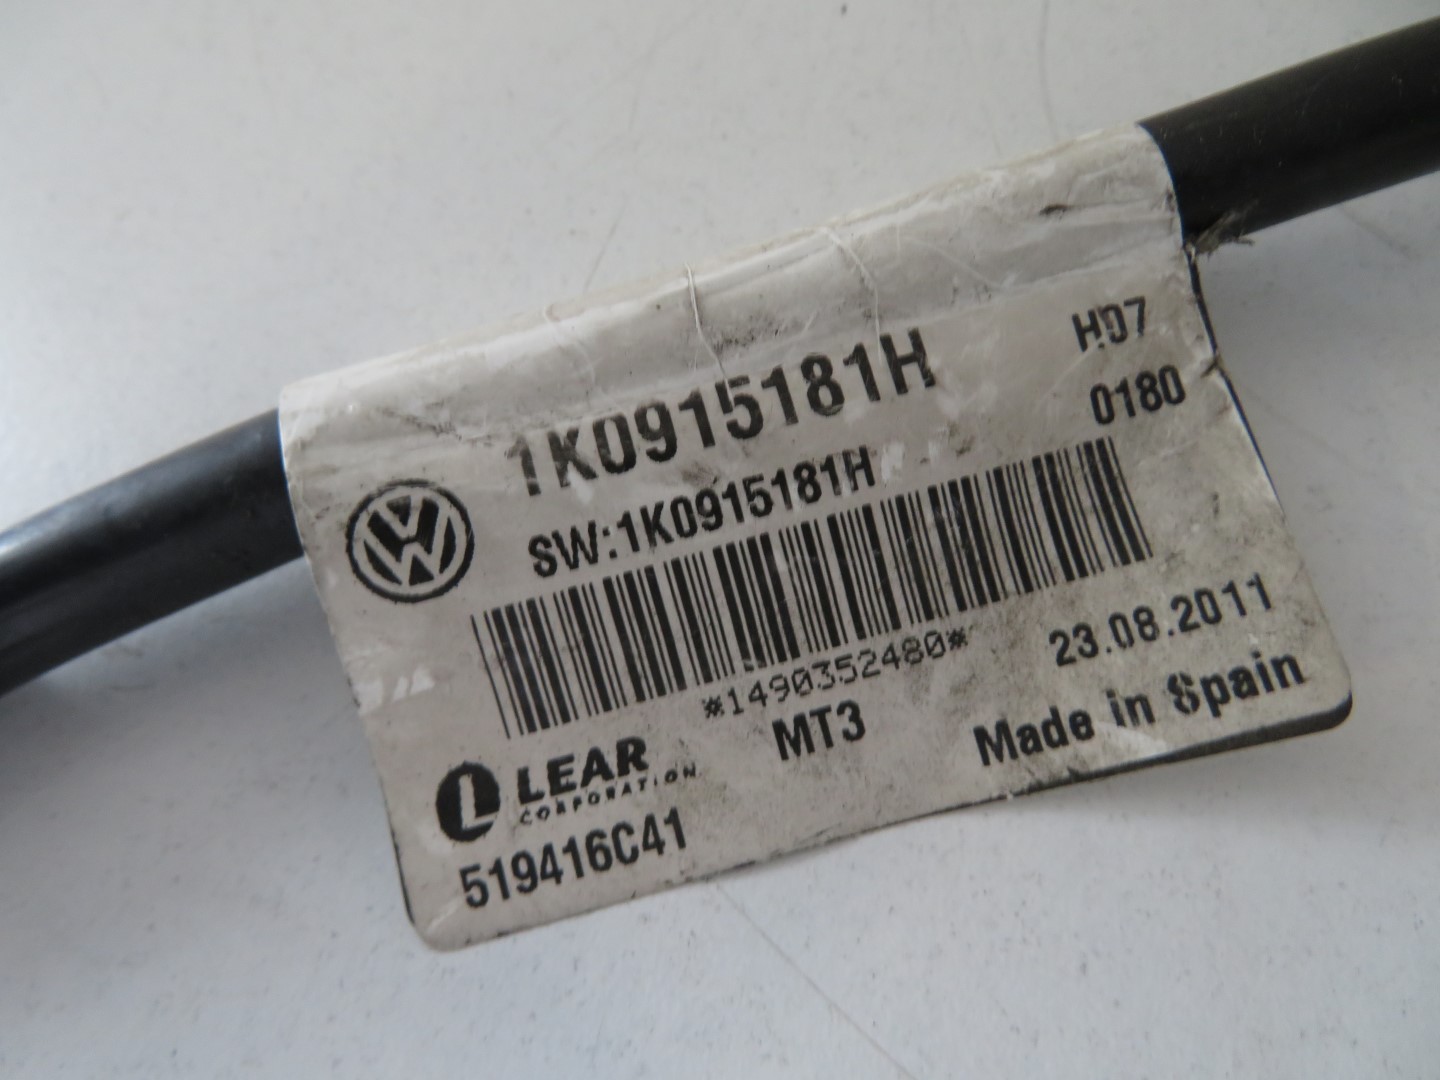 1K0915181H
H07
SW:1K0915181H
0180
*1490352480*
23.08.2011
LEAR
CORPORATION
MT3
Made in Spain
519416C41